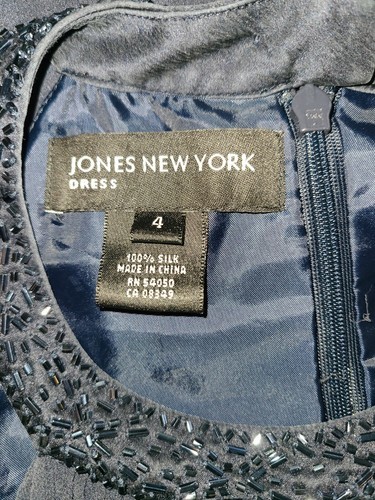 JONES NEW YORK
DRESS
4
100% SILK
MADE IN CHINA
RN 54050
CA 09349